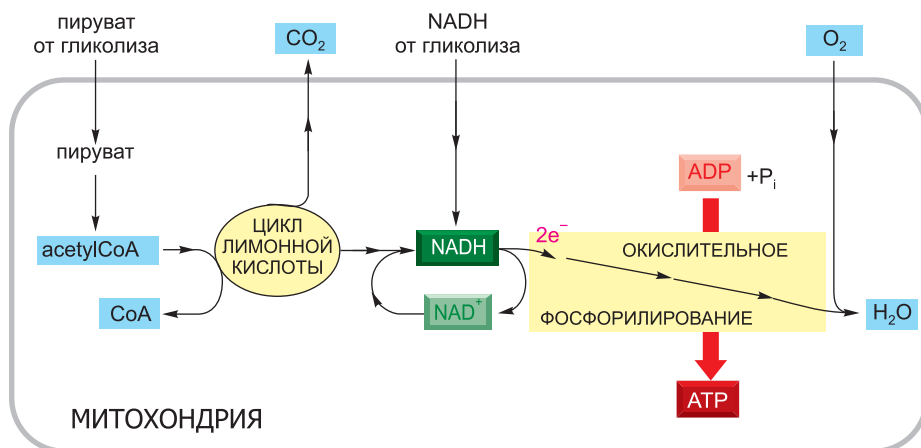 пируват
от гликолиза
CO₂
NADH
от гликолиза
O₂
пируват
ADP +Pᵢ
acetylCoA
ЦИКЛ
ЛИМОННОЙ
КИСЛОТЫ
NADH
2e⁻
ОКИСЛИТЕЛЬНОЕ
CoA
NAD⁺
ФОСФОРИЛИРОВАНИЕ
H₂O
ATP
МИТОХОНДРИЯ